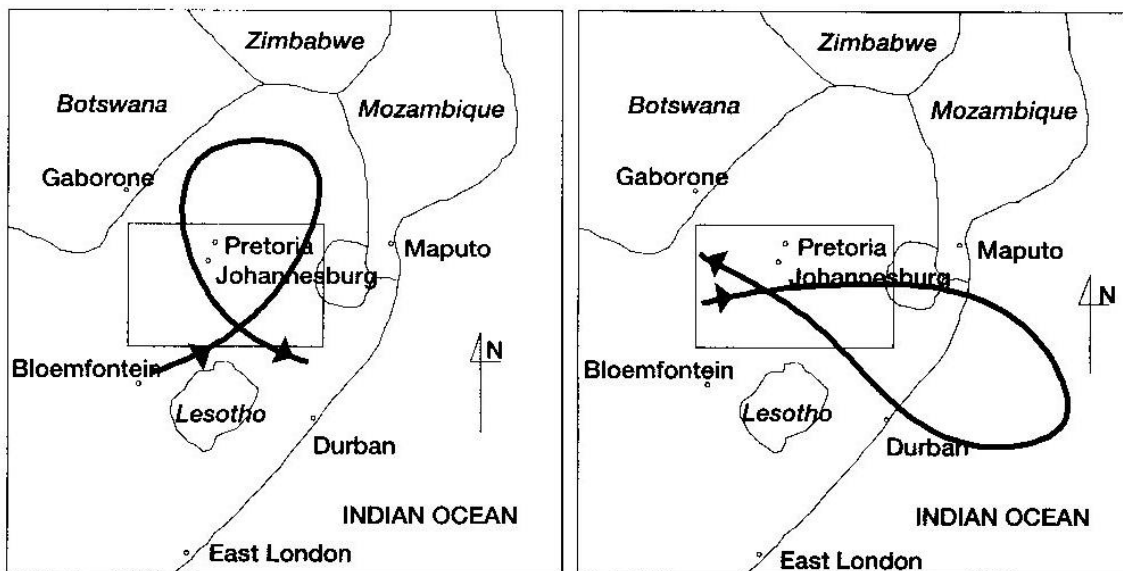 Zimbabwe
Botswana
Mozambique
Gaborone
Pretoria
Maputo
Johannesburg
N
Bloemfontein
Lesotho
Durban
INDIAN OCEAN
East London
Zimbabwe
Botswana
Mozambique
Gaborone
Pretoria
Maputo
Johannesburg
N
Bloemfontein
Lesotho
Durban
INDIAN OCEAN
East London